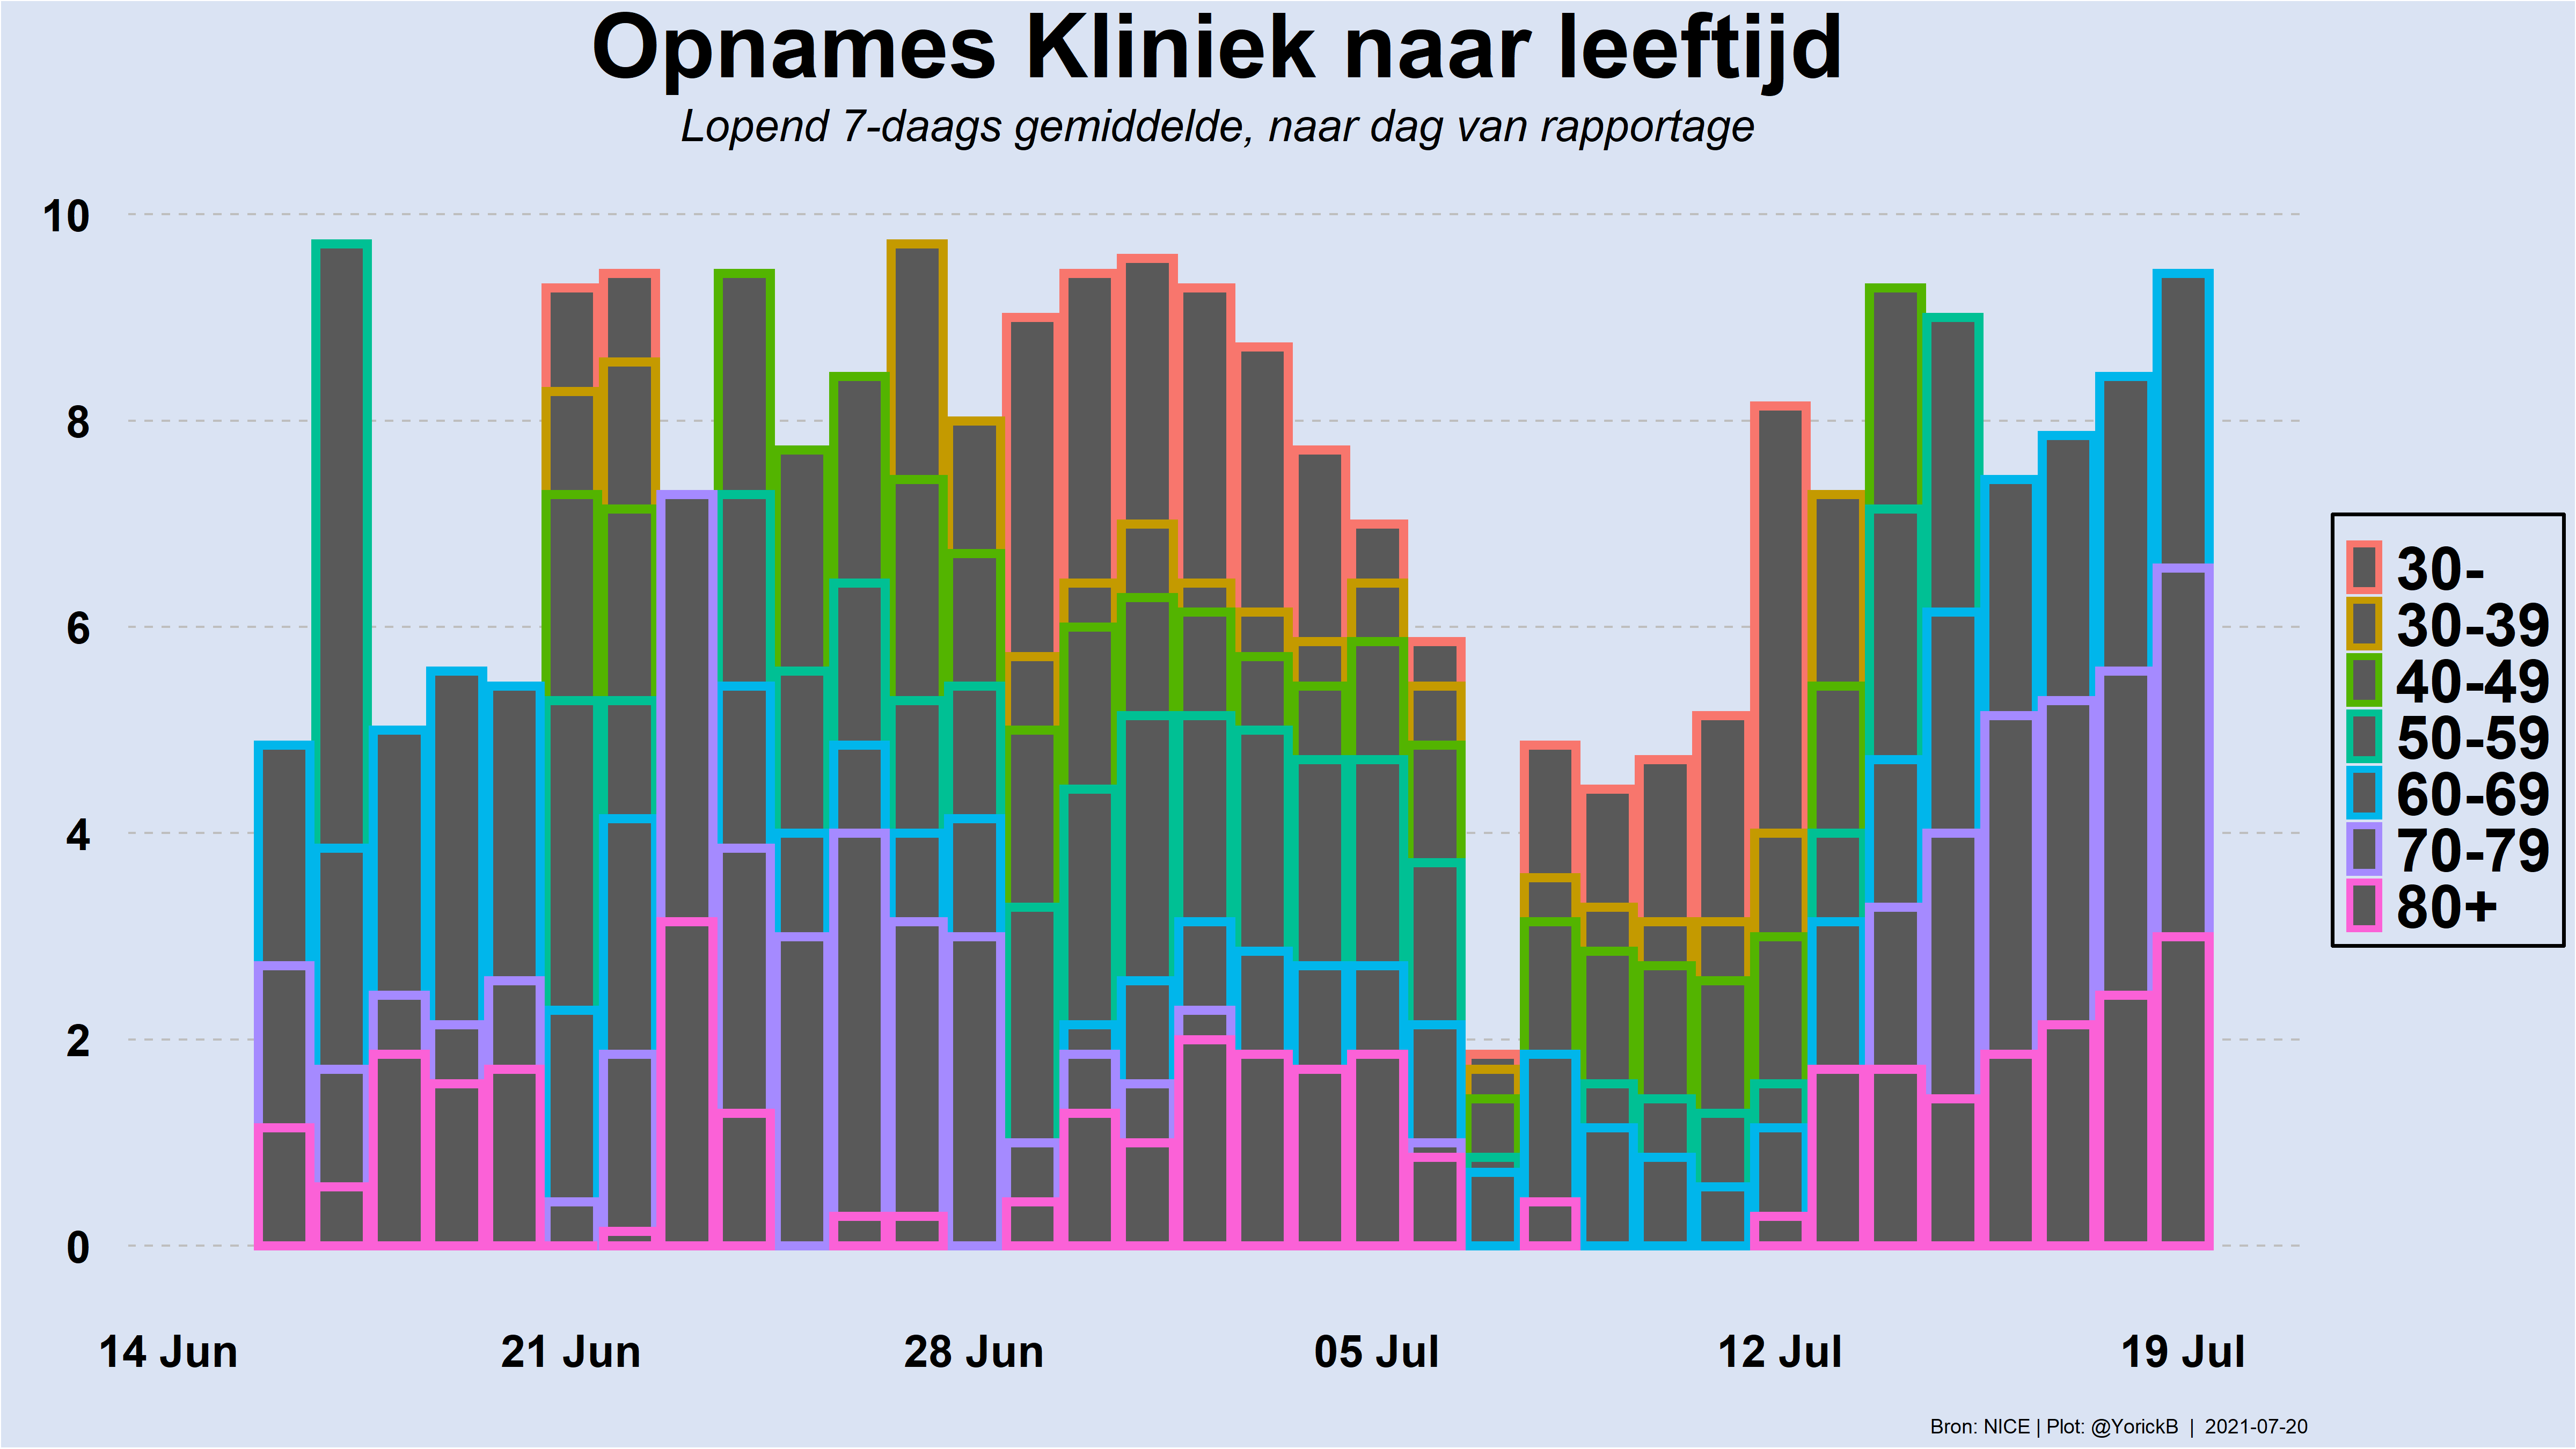 Opnames Kliniek naar leeftijd
Lopend 7-daags gemiddelde, naar dag van rapportage
10
8
6
4
2
0
14 Jun
21 Jun
28 Jun
05 Jul
12 Jul
19 Jul
30-
30-39
40-49
50-59
60-69
70-79
80+
Bron: NICE | Plot: @YorickB | 2021-07-20